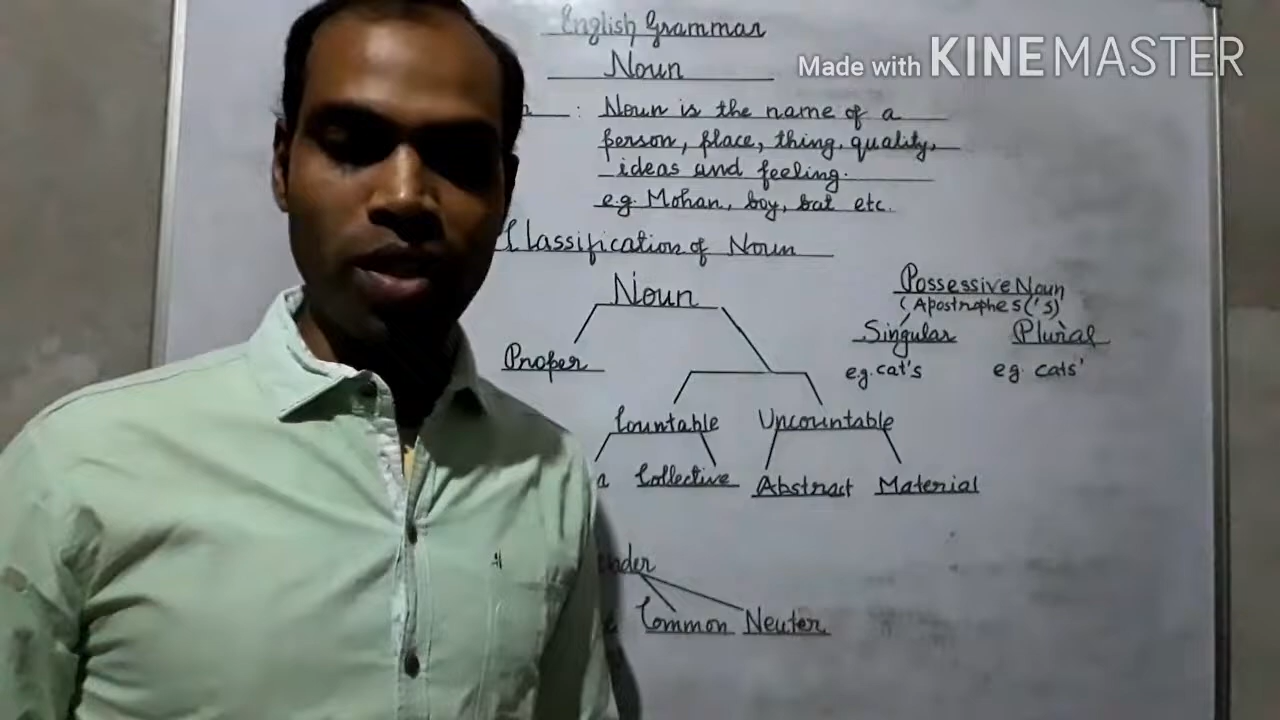 English Grammar
Made with KINEMASTER
Noun
: Noun is the name of a
person, place, thing, quality,
ideas and feeling.
e.g. Mohan, boy, bat etc.
Classification of Noun
Noun
Possessive Noun
(Apostrophes('s)
Singular Plurial
e.g. cat's e.g. cats'
Proper
Countable Uncountable
Collective Abstract Material
Common Neuter